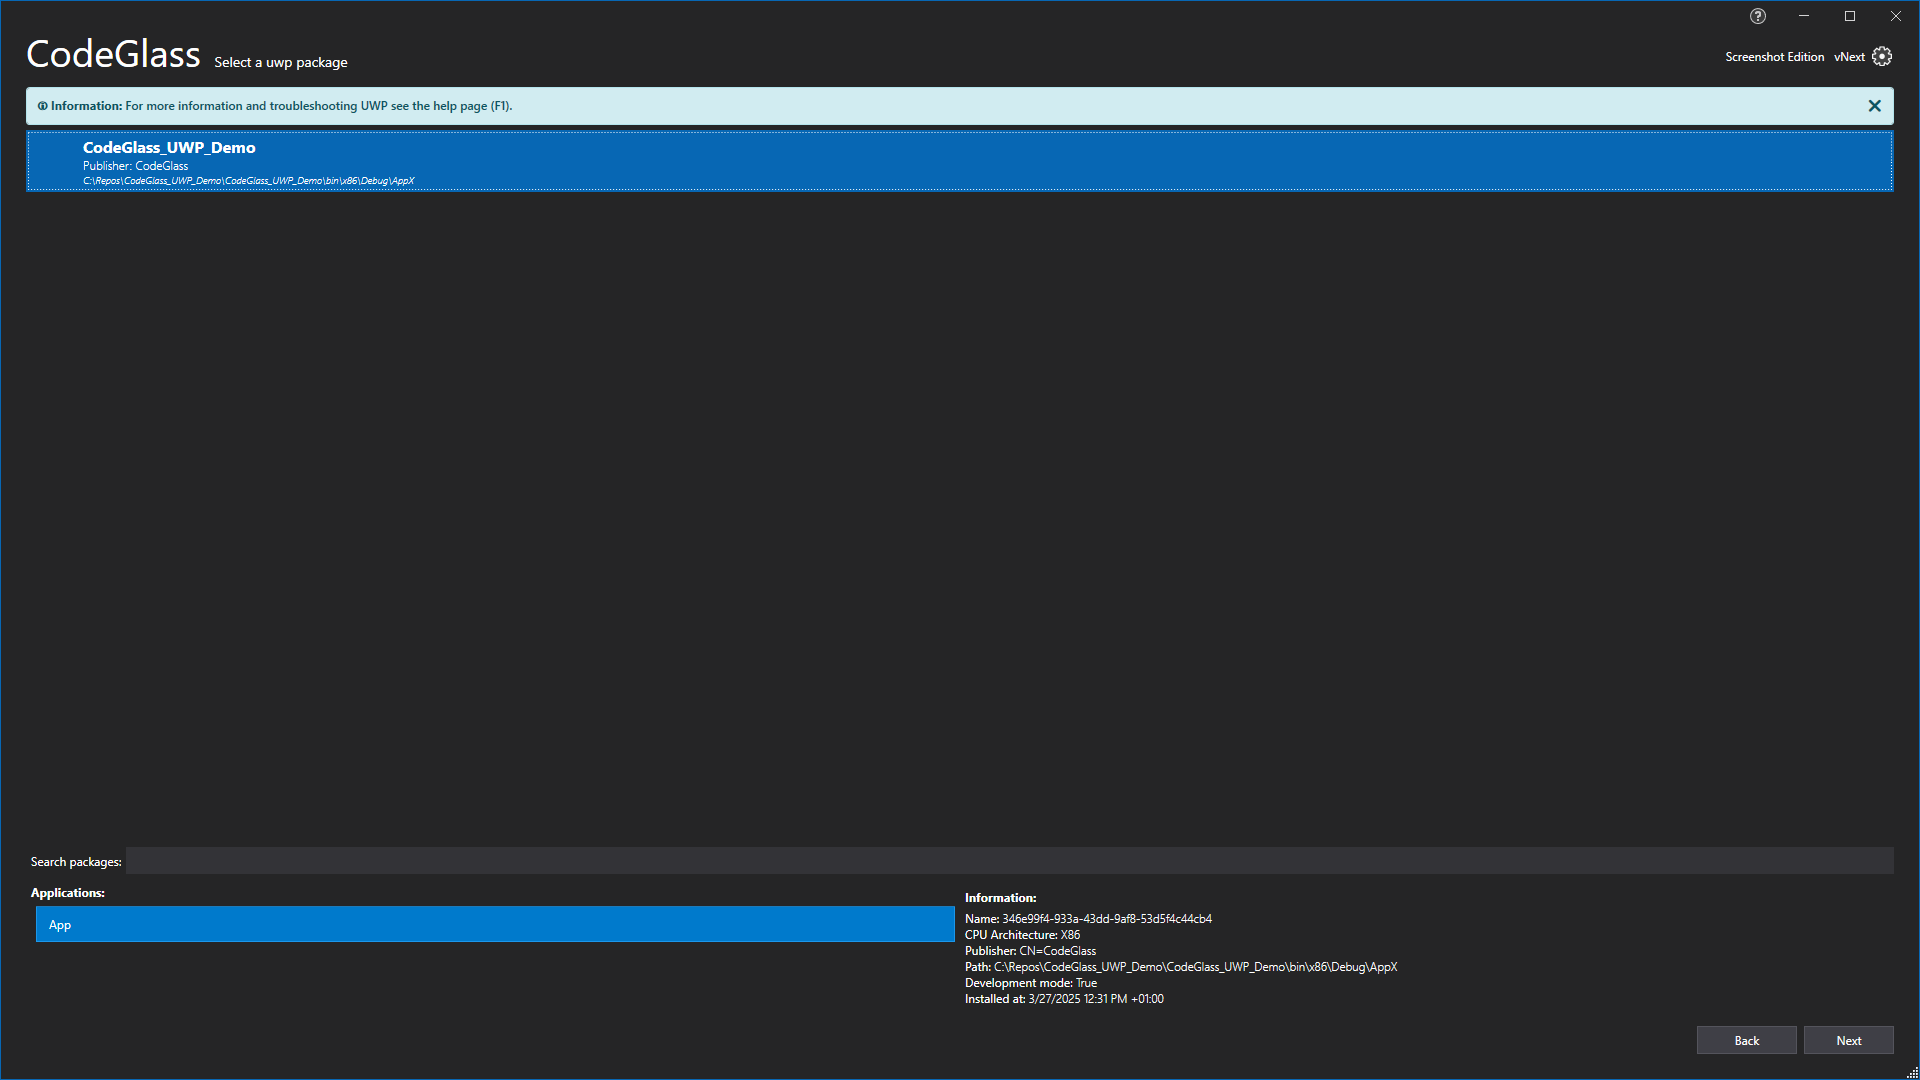 CodeGlass Select a uwp package
Screenshot Edition vNext
Information: For more information and troubleshooting UWP see the help page (F1).
CodeGlass_UWP_Demo
Publisher: CodeGlass
C:\Repos\CodeGlass_UWP_Demo\CodeGlass_UWP_Demo\bin\x86\Debug\AppX
Search packages:
Applications:
App
Information:
Name: 346e99f4-933a-43dd-9af8-53d5f4c44cb4
CPU Architecture: X86
Publisher: CN=CodeGlass
Path: C:\Repos\CodeGlass_UWP_Demo\CodeGlass_UWP_Demo\bin\x86\Debug\AppX
Development mode: True
Installed at: 3/27/2025 12:31 PM +01:00
Back
Next